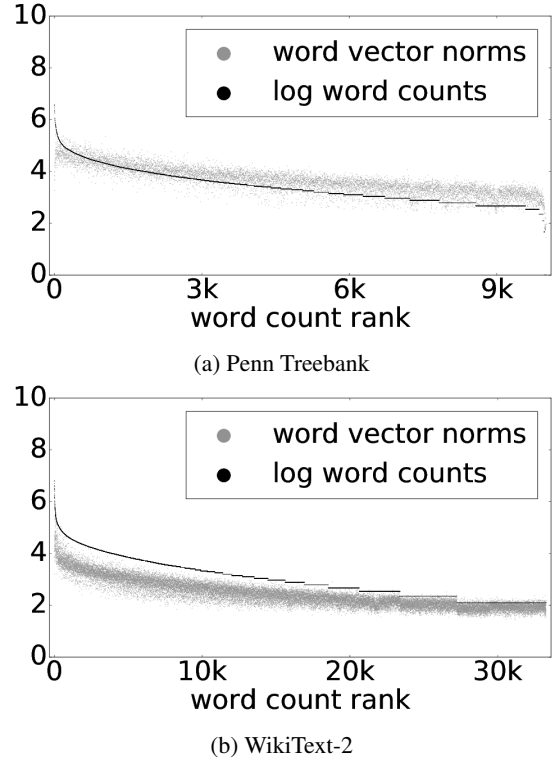 10
8
6
4
2
0
word vector norms
log word counts
0 3k 6k 9k
word count rank
(a) Penn Treebank
10
8
6
4
2
0
word vector norms
log word counts
0 10k 20k 30k
word count rank
(b) WikiText-2